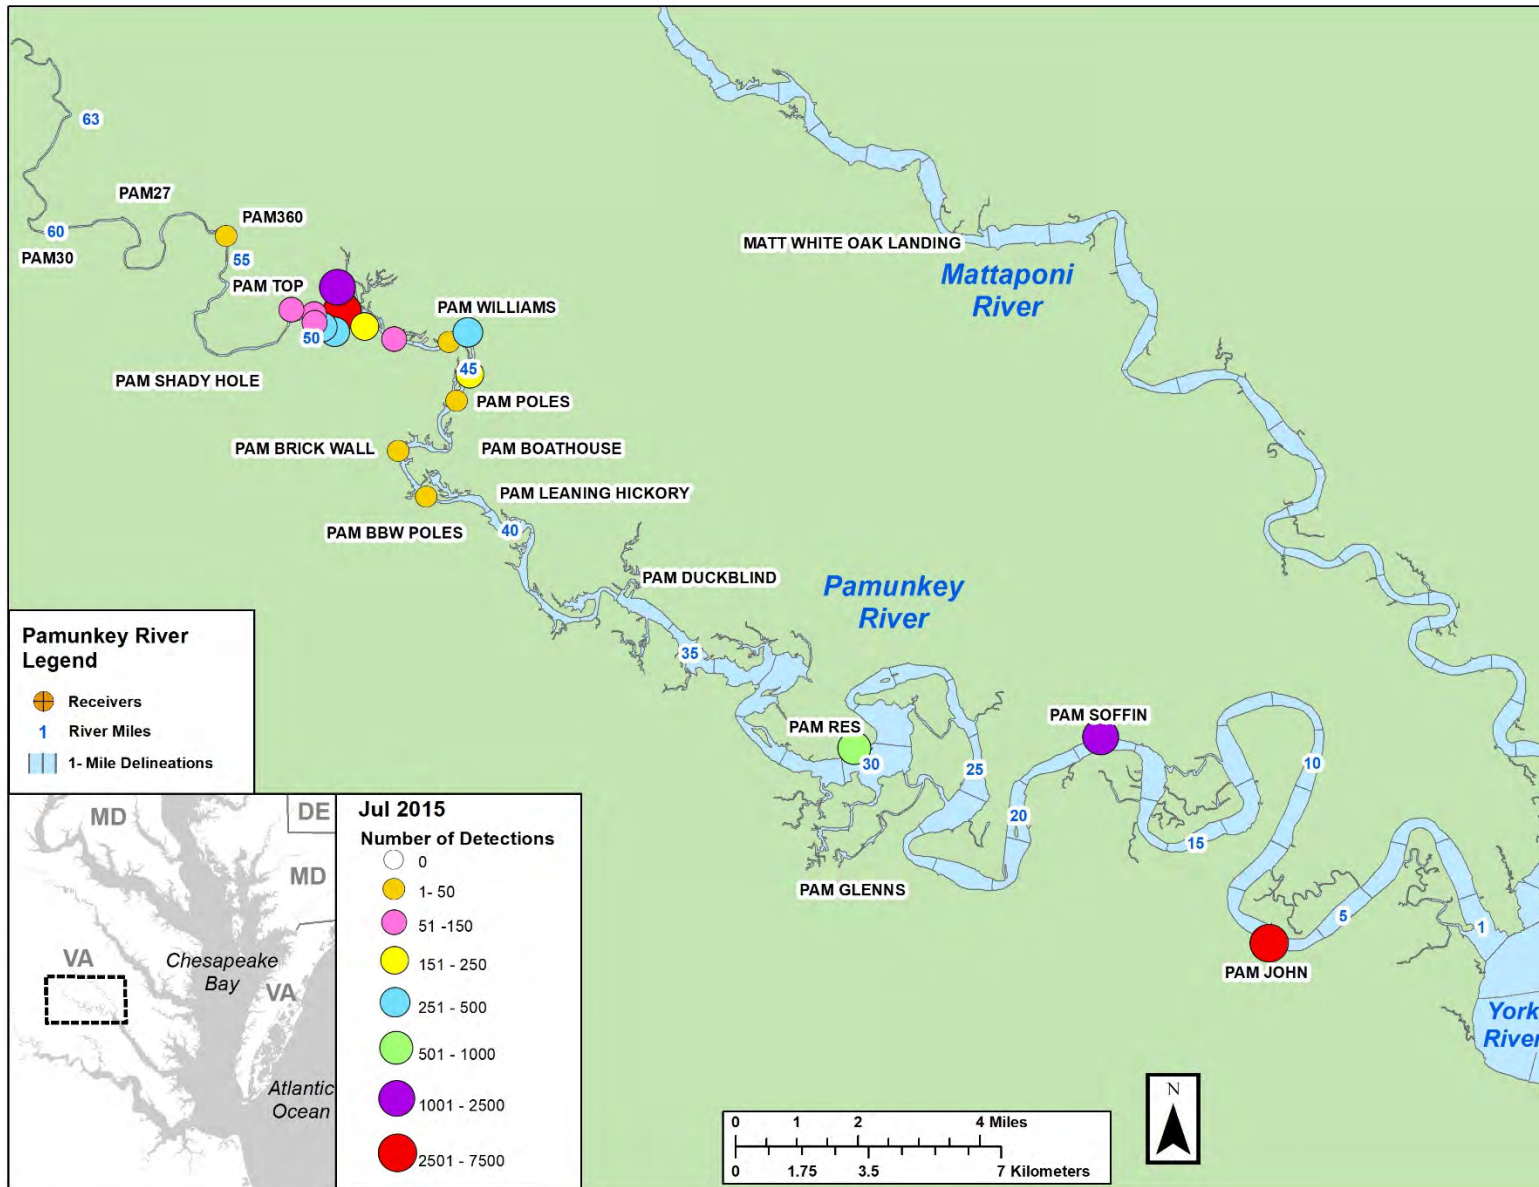 63
PAM27
PAM360
60
PAM30
55
PAM TOP
MATT WHITE OAK LANDING
Mattaponi
River
PAM WILLIAMS
50
45
PAM SHADY HOLE
PAM POLES
PAM BRICK WALL
PAM BOATHOUSE
PAM LEANING HICKORY
PAM BBW POLES
40
PAM DUCKBLIND
Pamunkey
River
35
PAM RES
PAM SOFFIN
30
25
10
20
15
PAM GLENNS
5
1
PAM JOHN
York
River
Pamunkey River
Legend
Receivers
1 River Miles
1- Mile Delineations
MD
DE
MD
VA
Chesapeake
Bay
VA
Atlantic
Ocean
Jul 2015
Number of Detections
0
1- 50
51 -150
151 - 250
251 - 500
501 - 1000
1001 - 2500
2501 - 7500
0 1 2 4 Miles
0 1.75 3.5 7 Kilometers
N